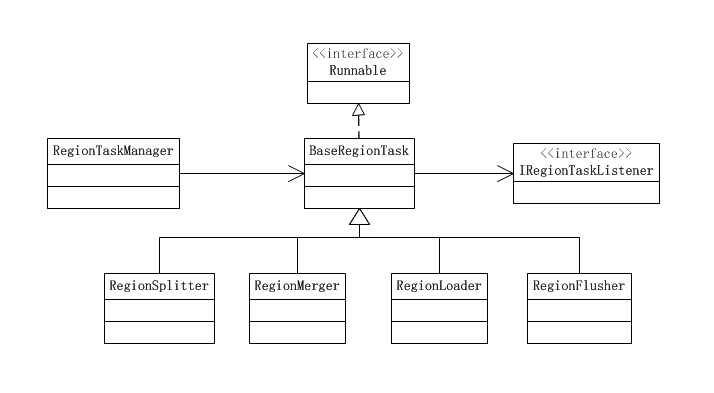 <<interface>>
Runnable
RegionTaskManager
BaseRegionTask
<<interface>>
IRegionTaskListener
RegionSplitter
RegionMerger
RegionLoader
RegionFlusher